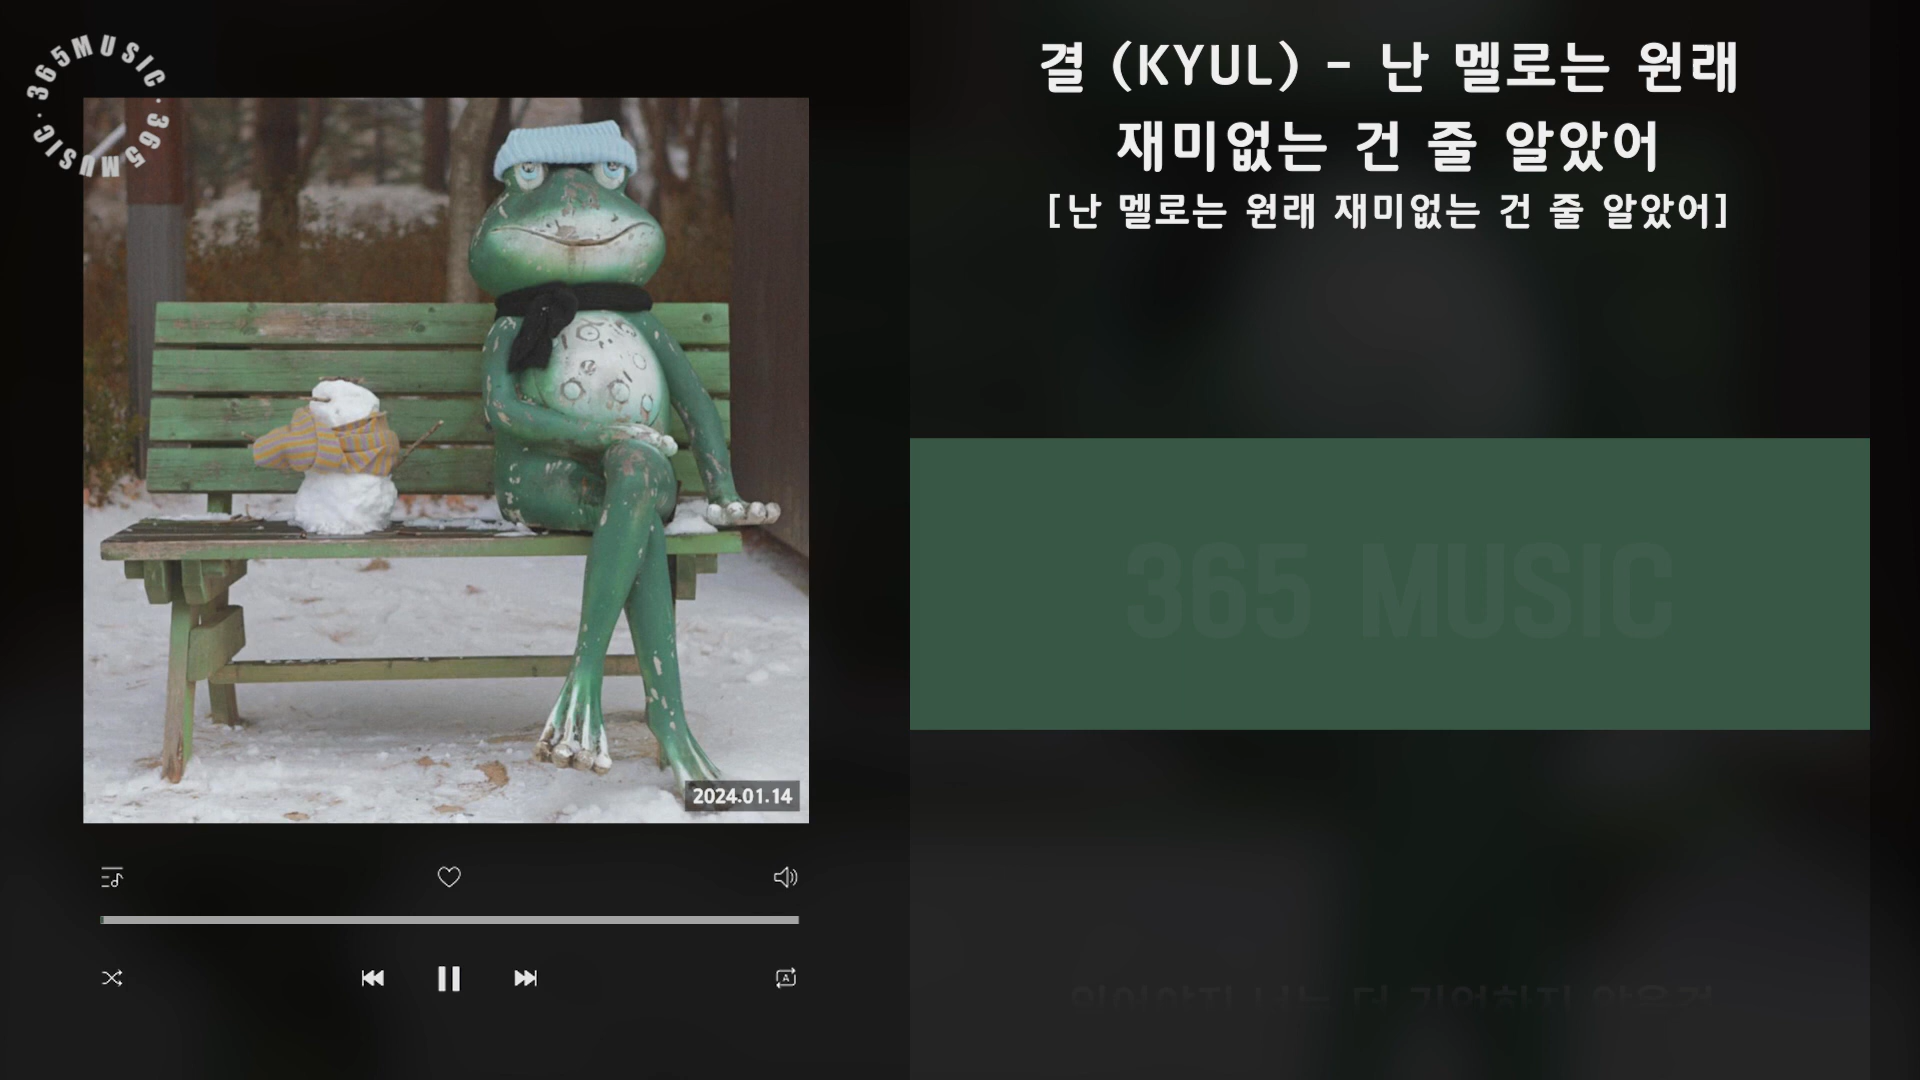 365MUSIC · 365MUSIC ·
결 (KYUL) - 난 멜로는 원래
재미없는 건 줄 알았어
[난 멜로는 원래 재미없는 건 줄 알았어]
365 MUSIC
2024.01.14